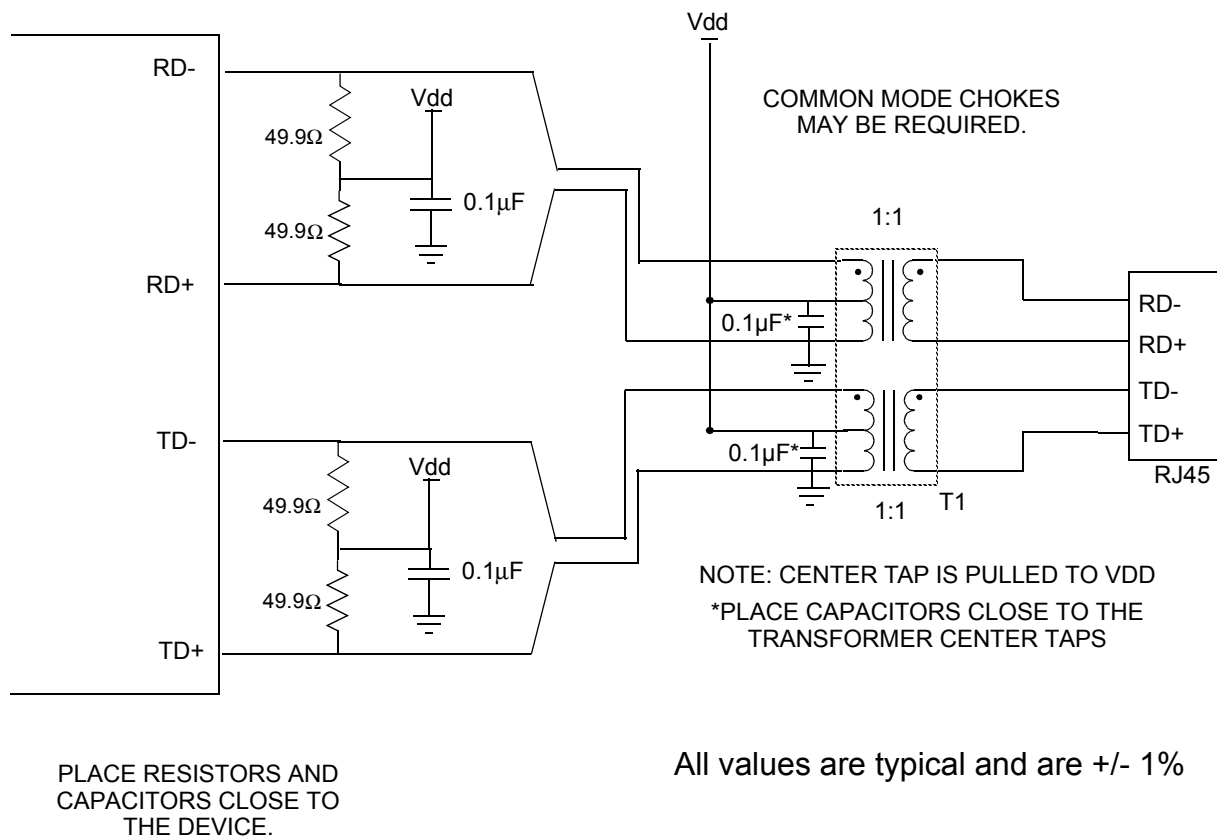 Vdd
RD-
Vdd
COMMON MODE CHOKES
MAY BE REQUIRED.
49.9Ω
0.1µF
49.9Ω
1:1
RD+
RD-
0.1µF*
RD+
TD-
TD-
TD+
Vdd
0.1µF*
RJ45
49.9Ω
1:1
T1
0.1µF
NOTE: CENTER TAP IS PULLED TO VDD
49.9Ω
*PLACE CAPACITORS CLOSE TO THE
TRANSFORMER CENTER TAPS
TD+
All values are typical and are +/- 1%
PLACE RESISTORS AND
CAPACITORS CLOSE TO
THE DEVICE.